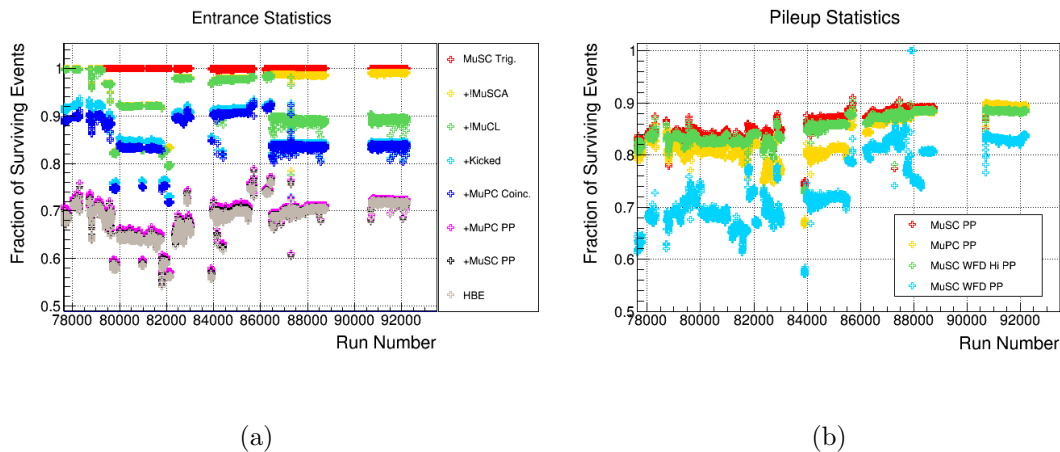 Entrance Statistics
Fraction of Surviving Events
1
0.9
0.8
0.7
0.6
0.5
78000 80000 82000 84000 86000 88000 90000 92000
Run Number
MuSC Trig.
+!MuSCA
+!MuCL
+Kicked
+MuPC Coinc.
+MuPC PP
+MuSC PP
HBE
(a)
Pileup Statistics
Fraction of Surviving Events
1
0.9
0.8
0.7
0.6
0.5
78000 80000 82000 84000 86000 88000 90000 92000
Run Number
MuSC PP
MuPC PP
MuSC WFD Hi PP
MuSC WFD PP
(b)